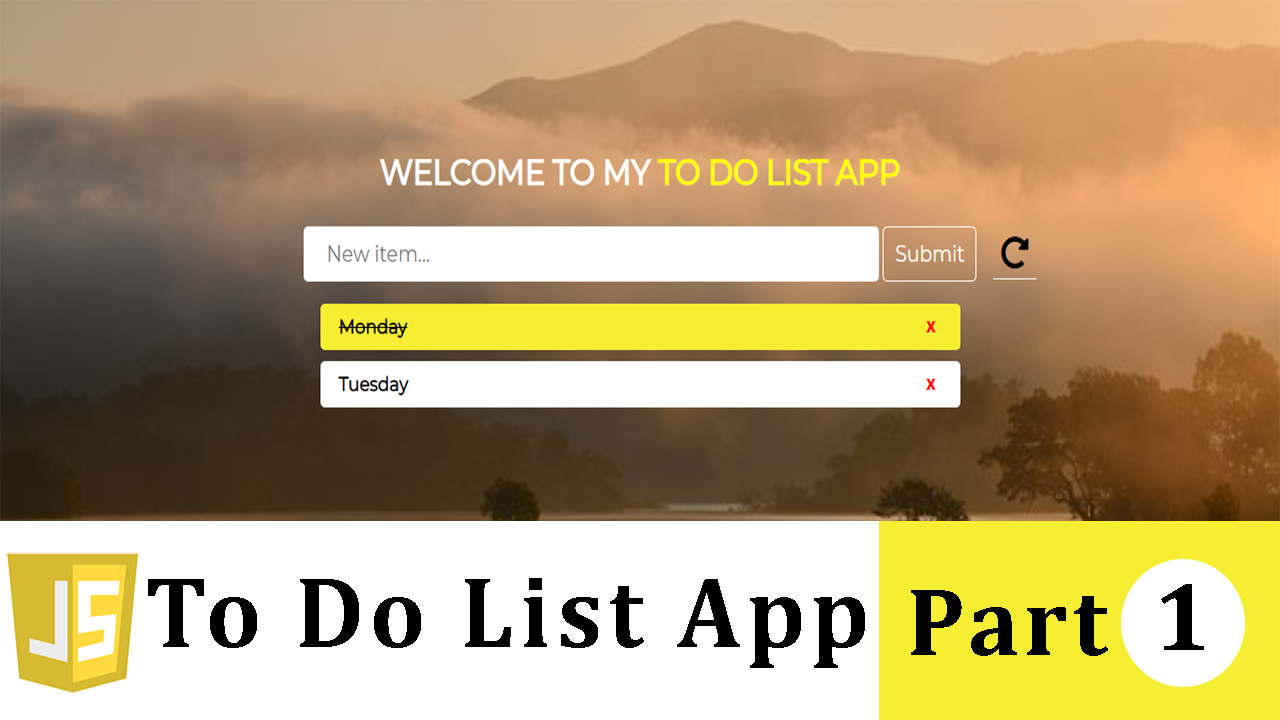 WELCOME TO MY TO DO LIST APP
New item... Submit
Monday x
Tuesday x
JS To Do List App Part 1